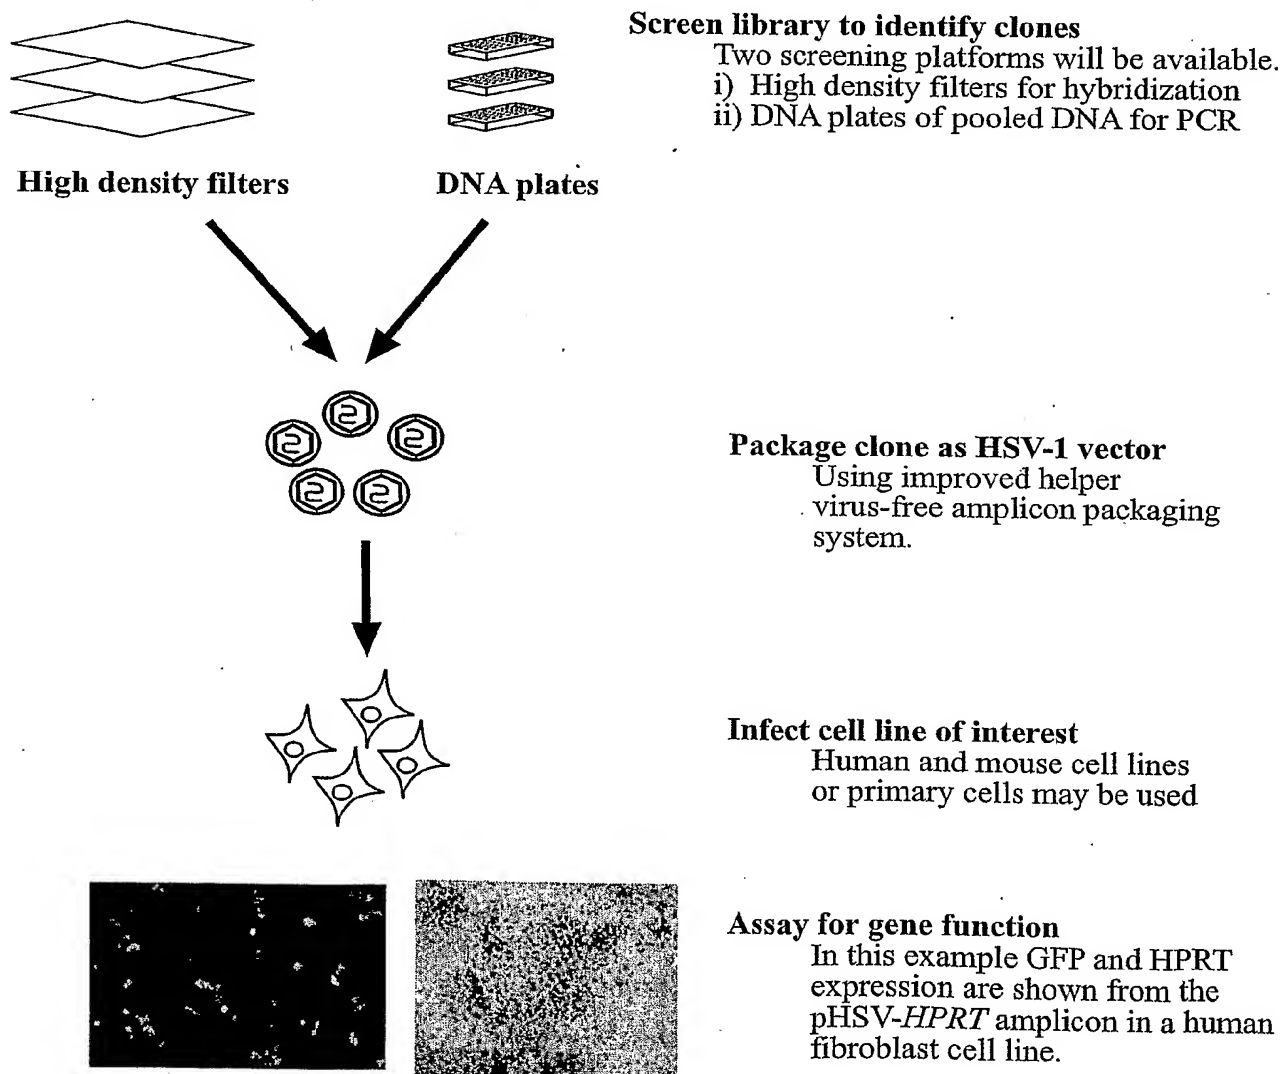 Screen library to identify clones
Two screening platforms will be available.
i) High density filters for hybridization
ii) DNA plates of pooled DNA for PCR
High density filters
DNA plates
Package clone as HSV-1 vector
Using improved helper
virus-free amplicon packaging
system.
Infect cell line of interest
Human and mouse cell lines
or primary cells may be used
Assay for gene function
In this example GFP and HPRT
expression are shown from the
pHSV-HPRT amplicon in a human
fibroblast cell line.